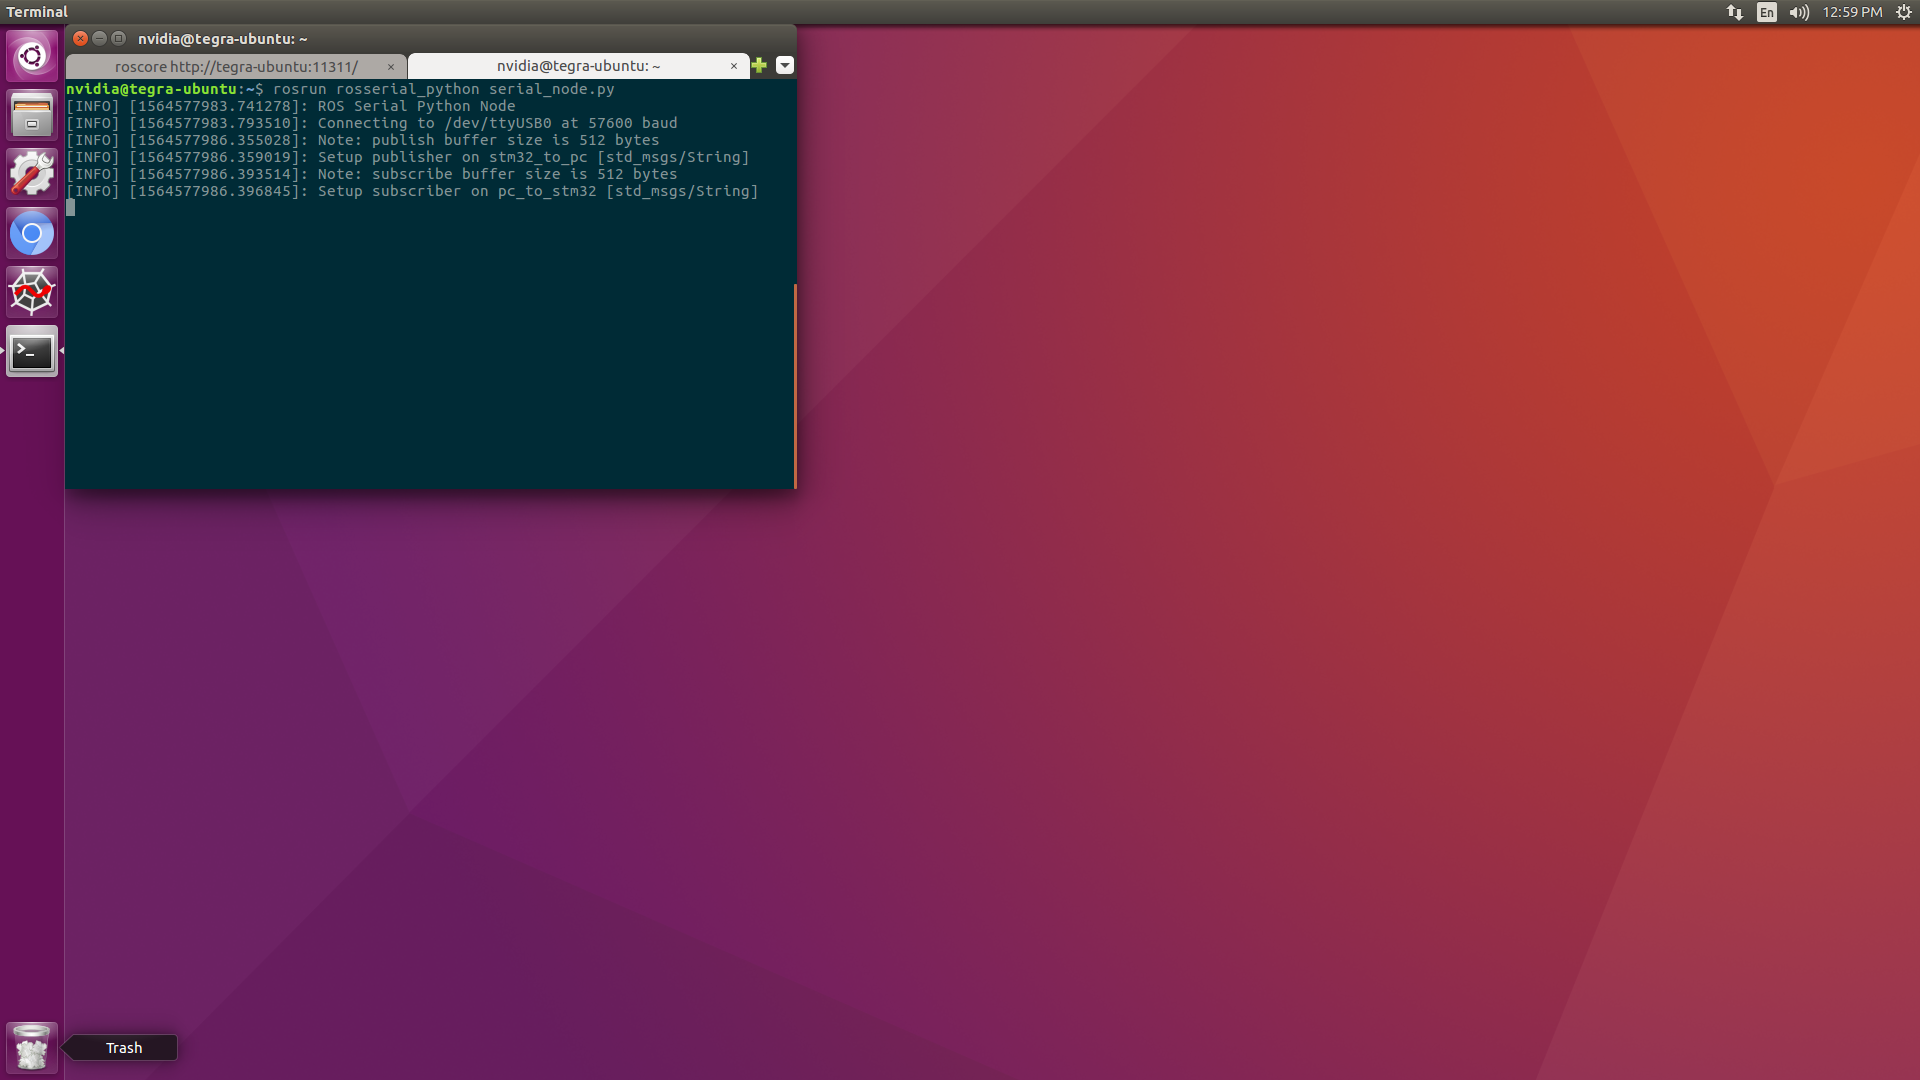 Terminal
En
12:59 PM
nvidia@tegra-ubuntu: ~
roscore http://tegra-ubuntu:11311/
nvidia@tegra-ubuntu: ~
nvidia@tegra-ubuntu:~$ rosrun rosserial_python serial_node.py
[INFO] [1564577983.741278]: ROS Serial Python Node
[INFO] [1564577983.793510]: Connecting to /dev/ttyUSB0 at 57600 baud
[INFO] [1564577986.355028]: Note: publish buffer size is 512 bytes
[INFO] [1564577986.359019]: Setup publisher on stm32_to_pc [std_msgs/String]
[INFO] [1564577986.393514]: Note: subscribe buffer size is 512 bytes
[INFO] [1564577986.396845]: Setup subscriber on pc_to_stm32 [std_msgs/String]
Trash